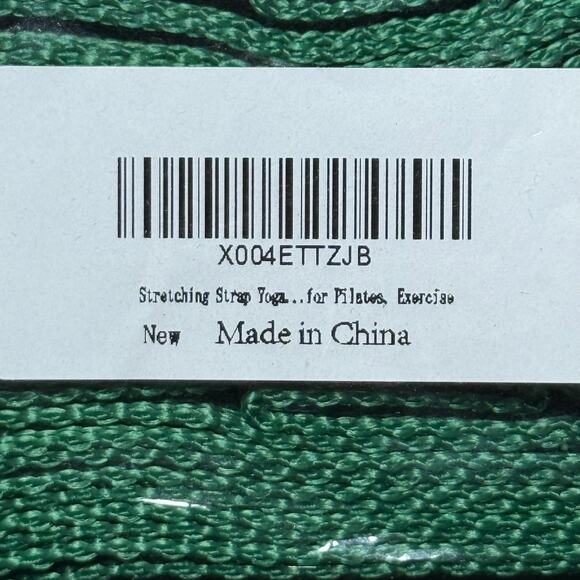 X004ETTZJB
Stretching Strap Yoga...for Pilates, Exercise
New Made in China